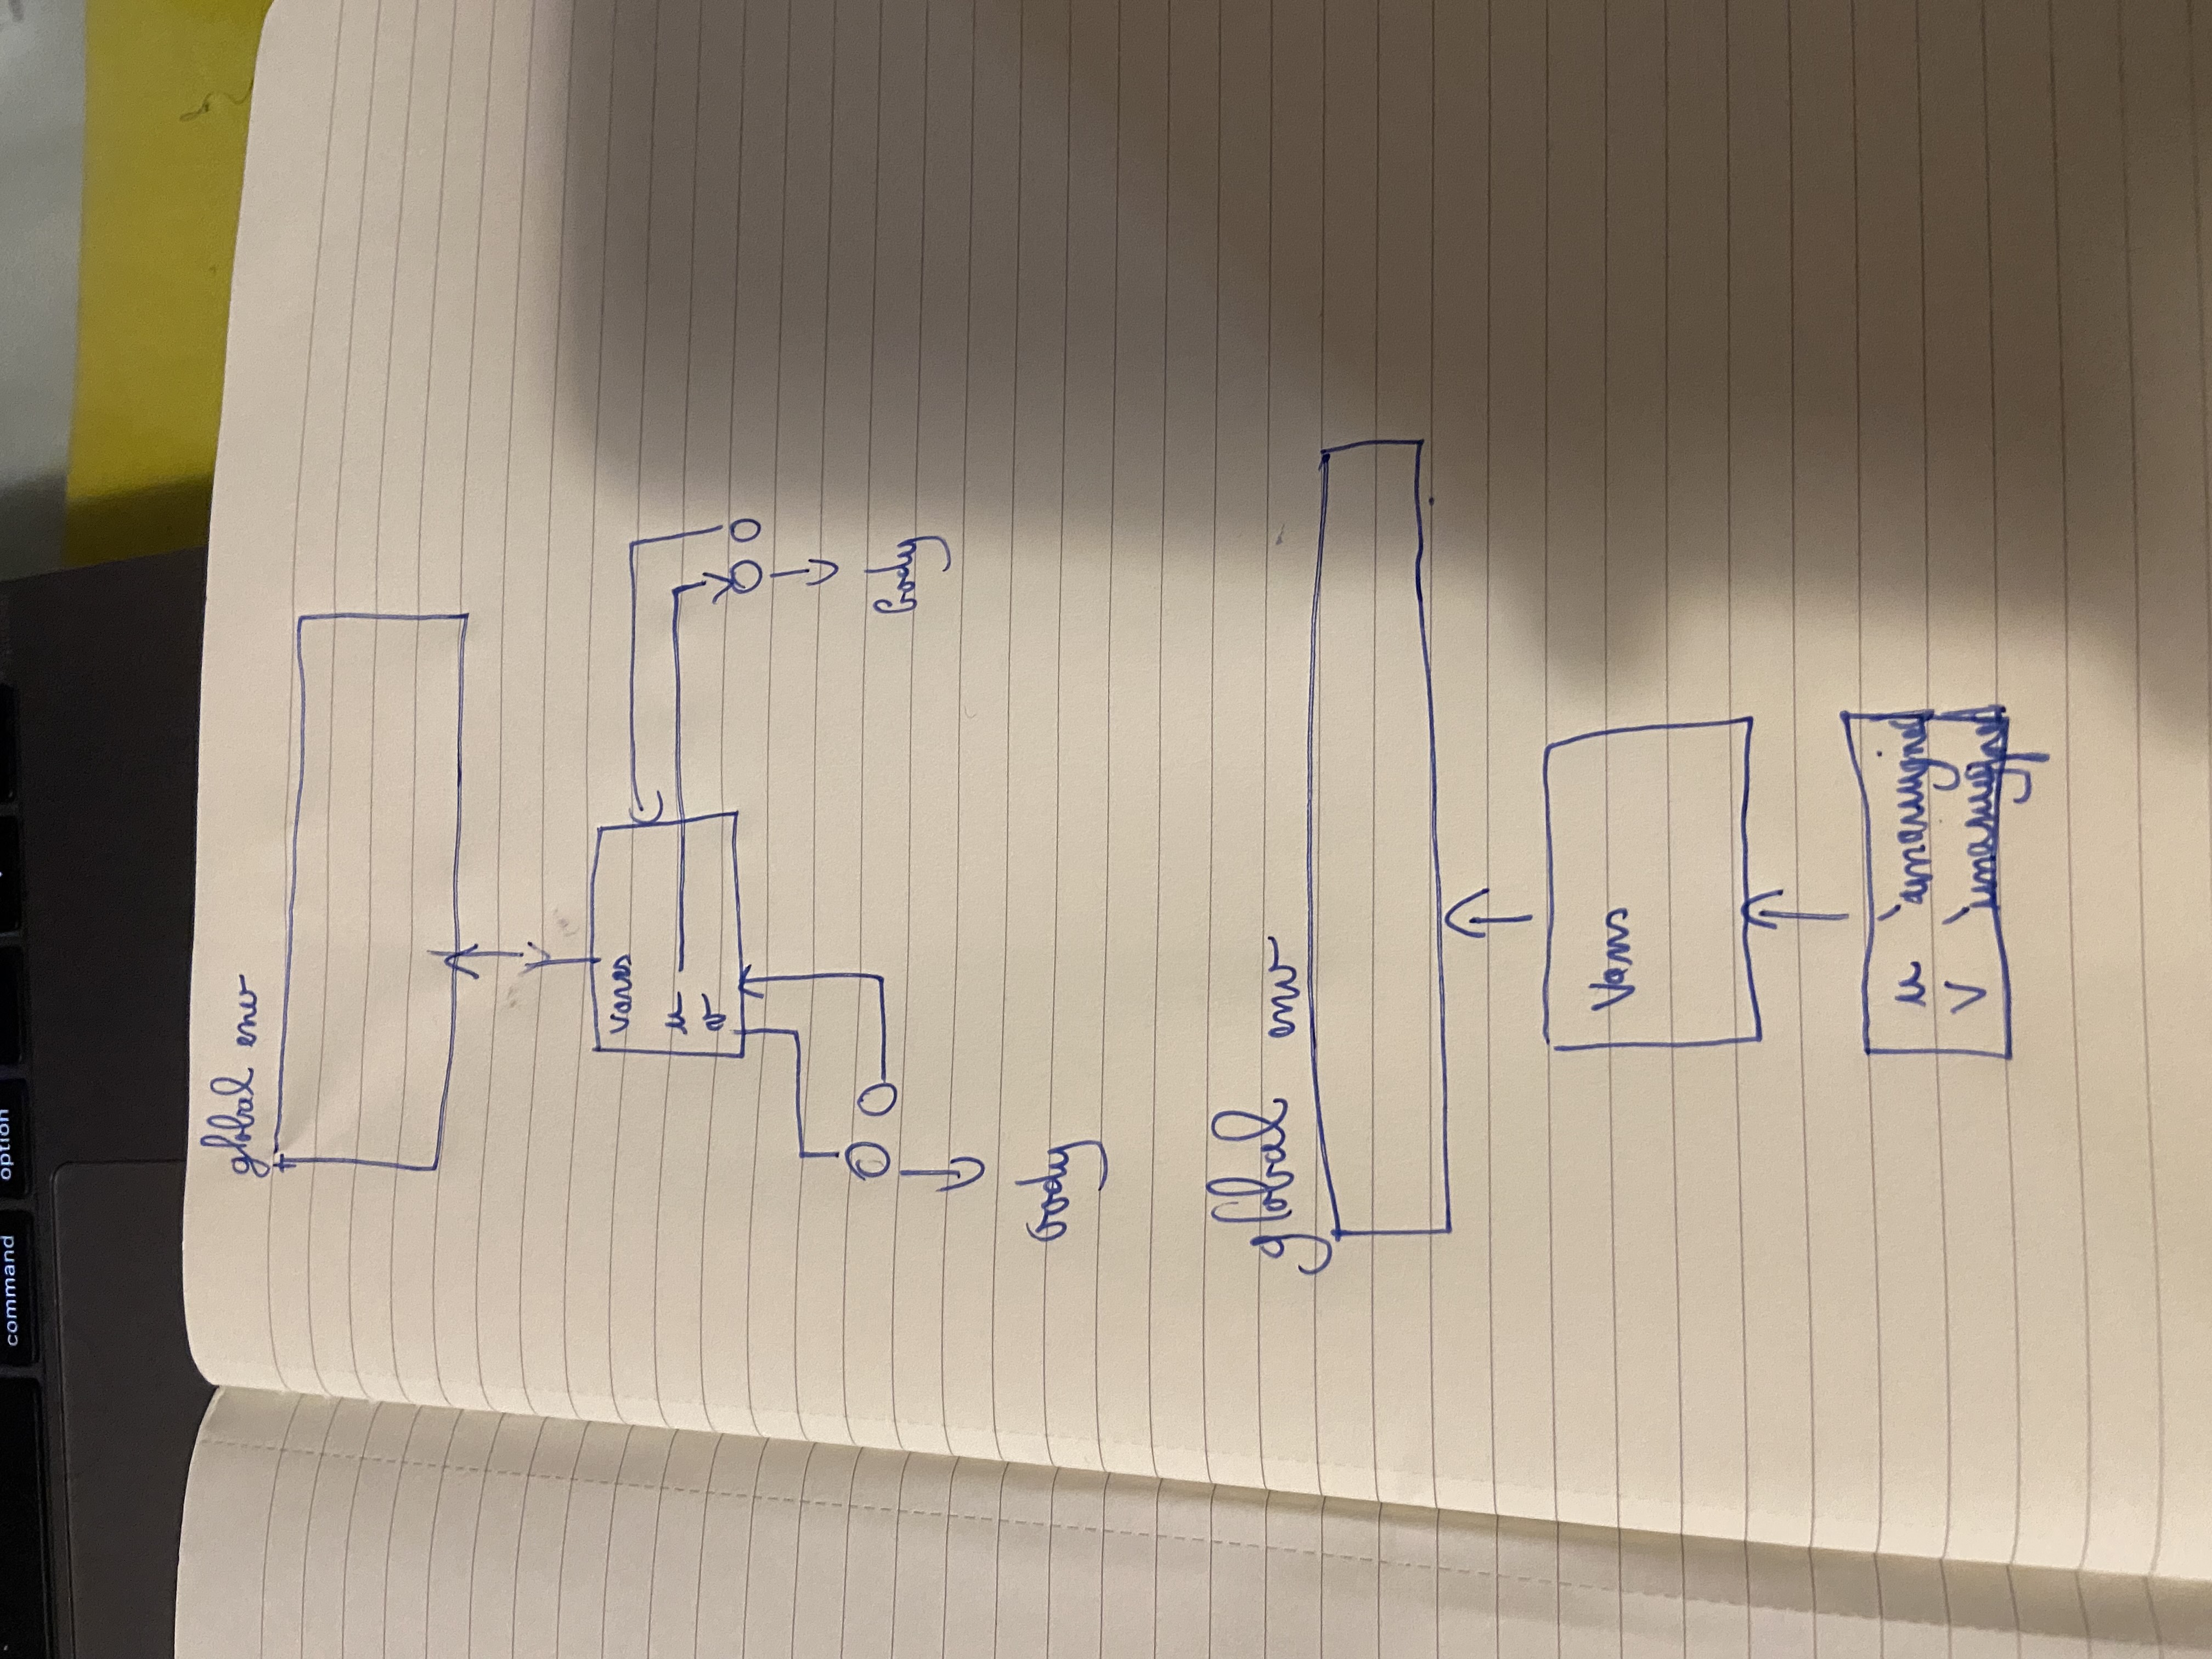 command option
global env
vars
u
v
body
body
global env
Vars
u 'unassigned
V 'unassigned